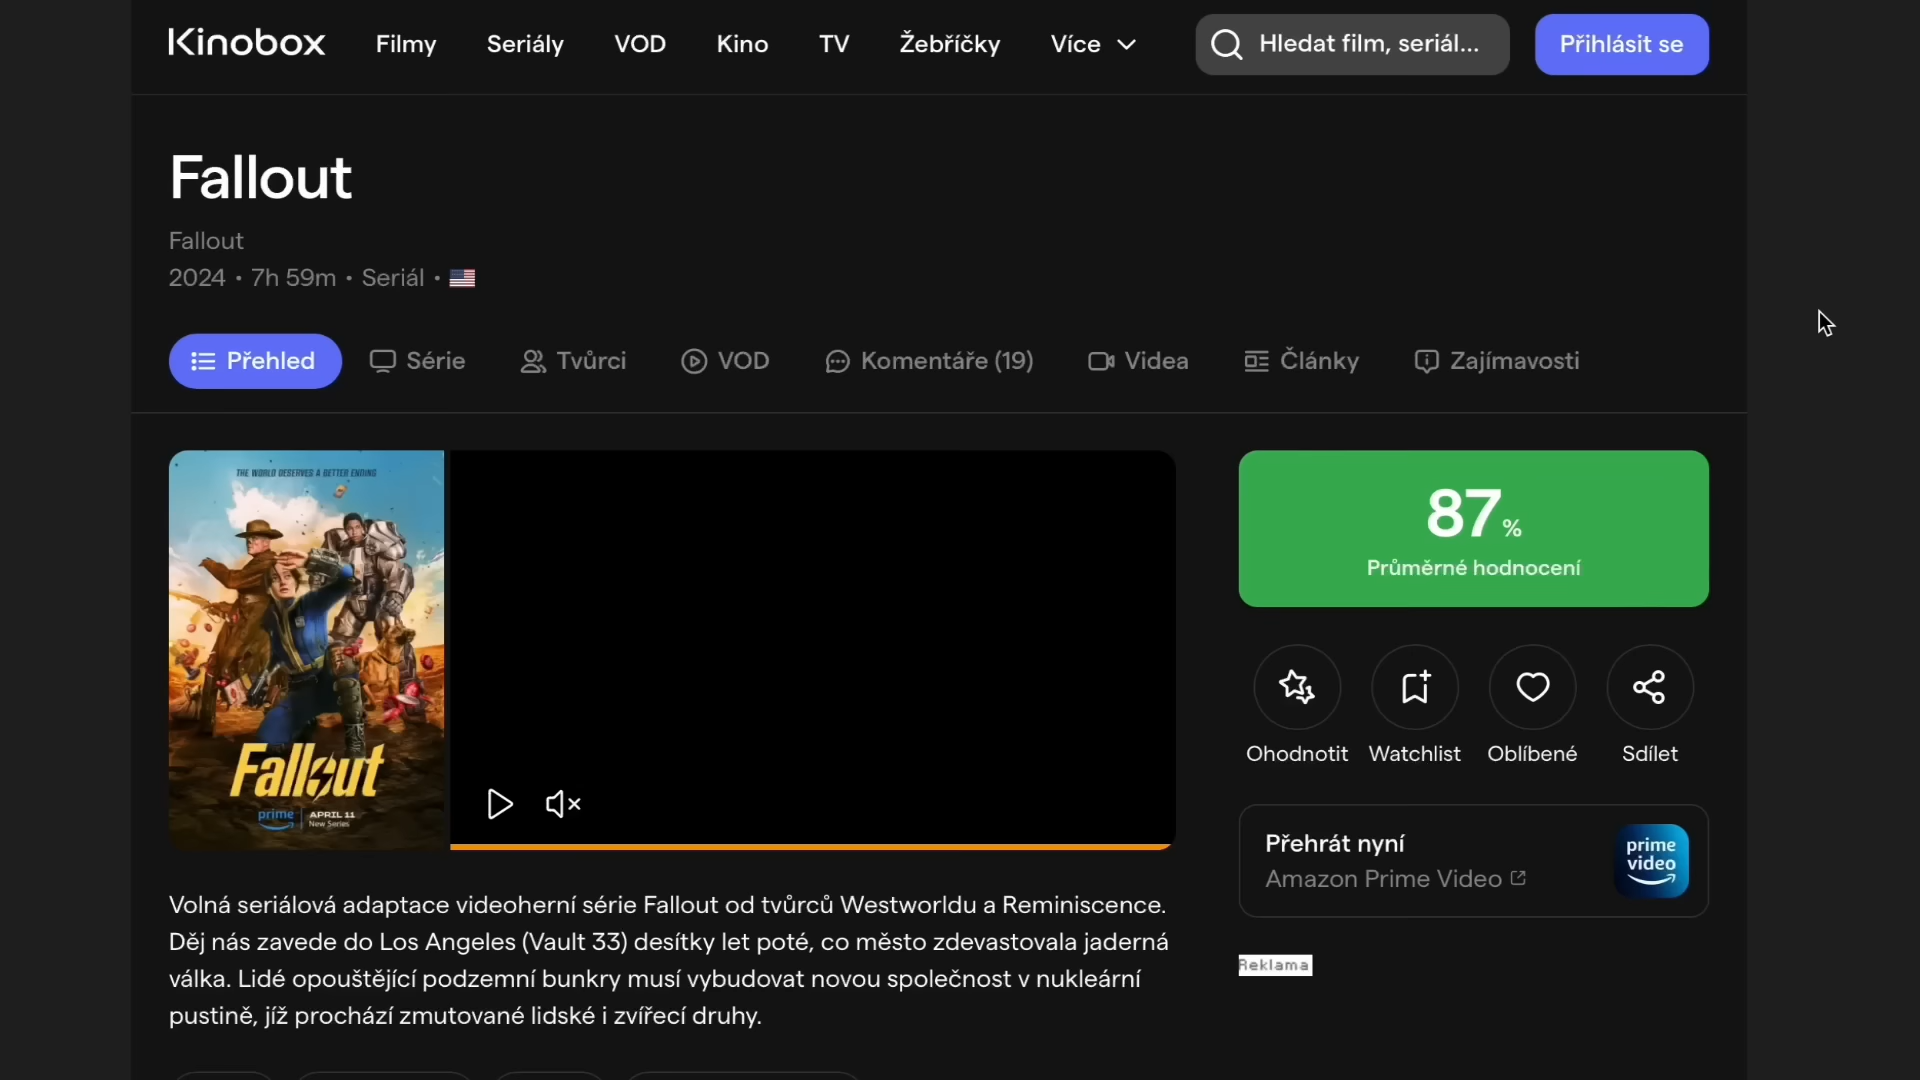 Kinobox
Filmy
Seriály
VOD
Kino
TV
Žebříčky
Více
Hledat film, seriál...
Přihlásit se
Fallout
Fallout
2024 • 7h 59m • Seriál •
Přehled
Série
Tvůrci
VOD
Komentáře (19)
Videa
Články
Zajímavosti
THE WORLD DESERVES A BETTER ENDING
Fallout
prime
APRIL 11
New Series
87%
Průměrné hodnocení
Ohodnotit
Watchlist
Oblíbené
Sdílet
Přehrát nyní
Amazon Prime Video
prime
video
Reklama
Volná seriálová adaptace videoherní série Fallout od tvůrců Westworldu a Reminiscence.
Děj nás zavede do Los Angeles (Vault 33) desítky let poté, co město zdevastovala jaderná
válka. Lidé opouštějící podzemní bunkry musí vybudovat novou společnost v nukleární
pustině, jíž prochází zmutované lidské i zvířecí druhy.